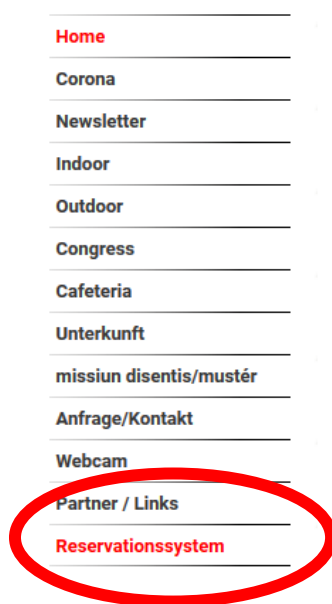 Home
Corona
Newsletter
Indoor
Outdoor
Congress
Cafeteria
Unterkunft
missiun disentis/mustér
Anfrage/Kontakt
Webcam
Partner / Links
Reservationssystem